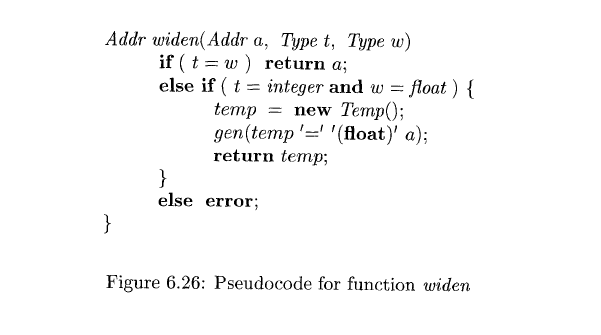 Addr widen(Addr a, Type t, Type w)
if ( t = w ) return a;
else if ( t = integer and w = float ) {
temp = new Temp();
gen(temp '=' '(float)' a);
return temp;
}
else error;
}
Figure 6.26: Pseudocode for function widen